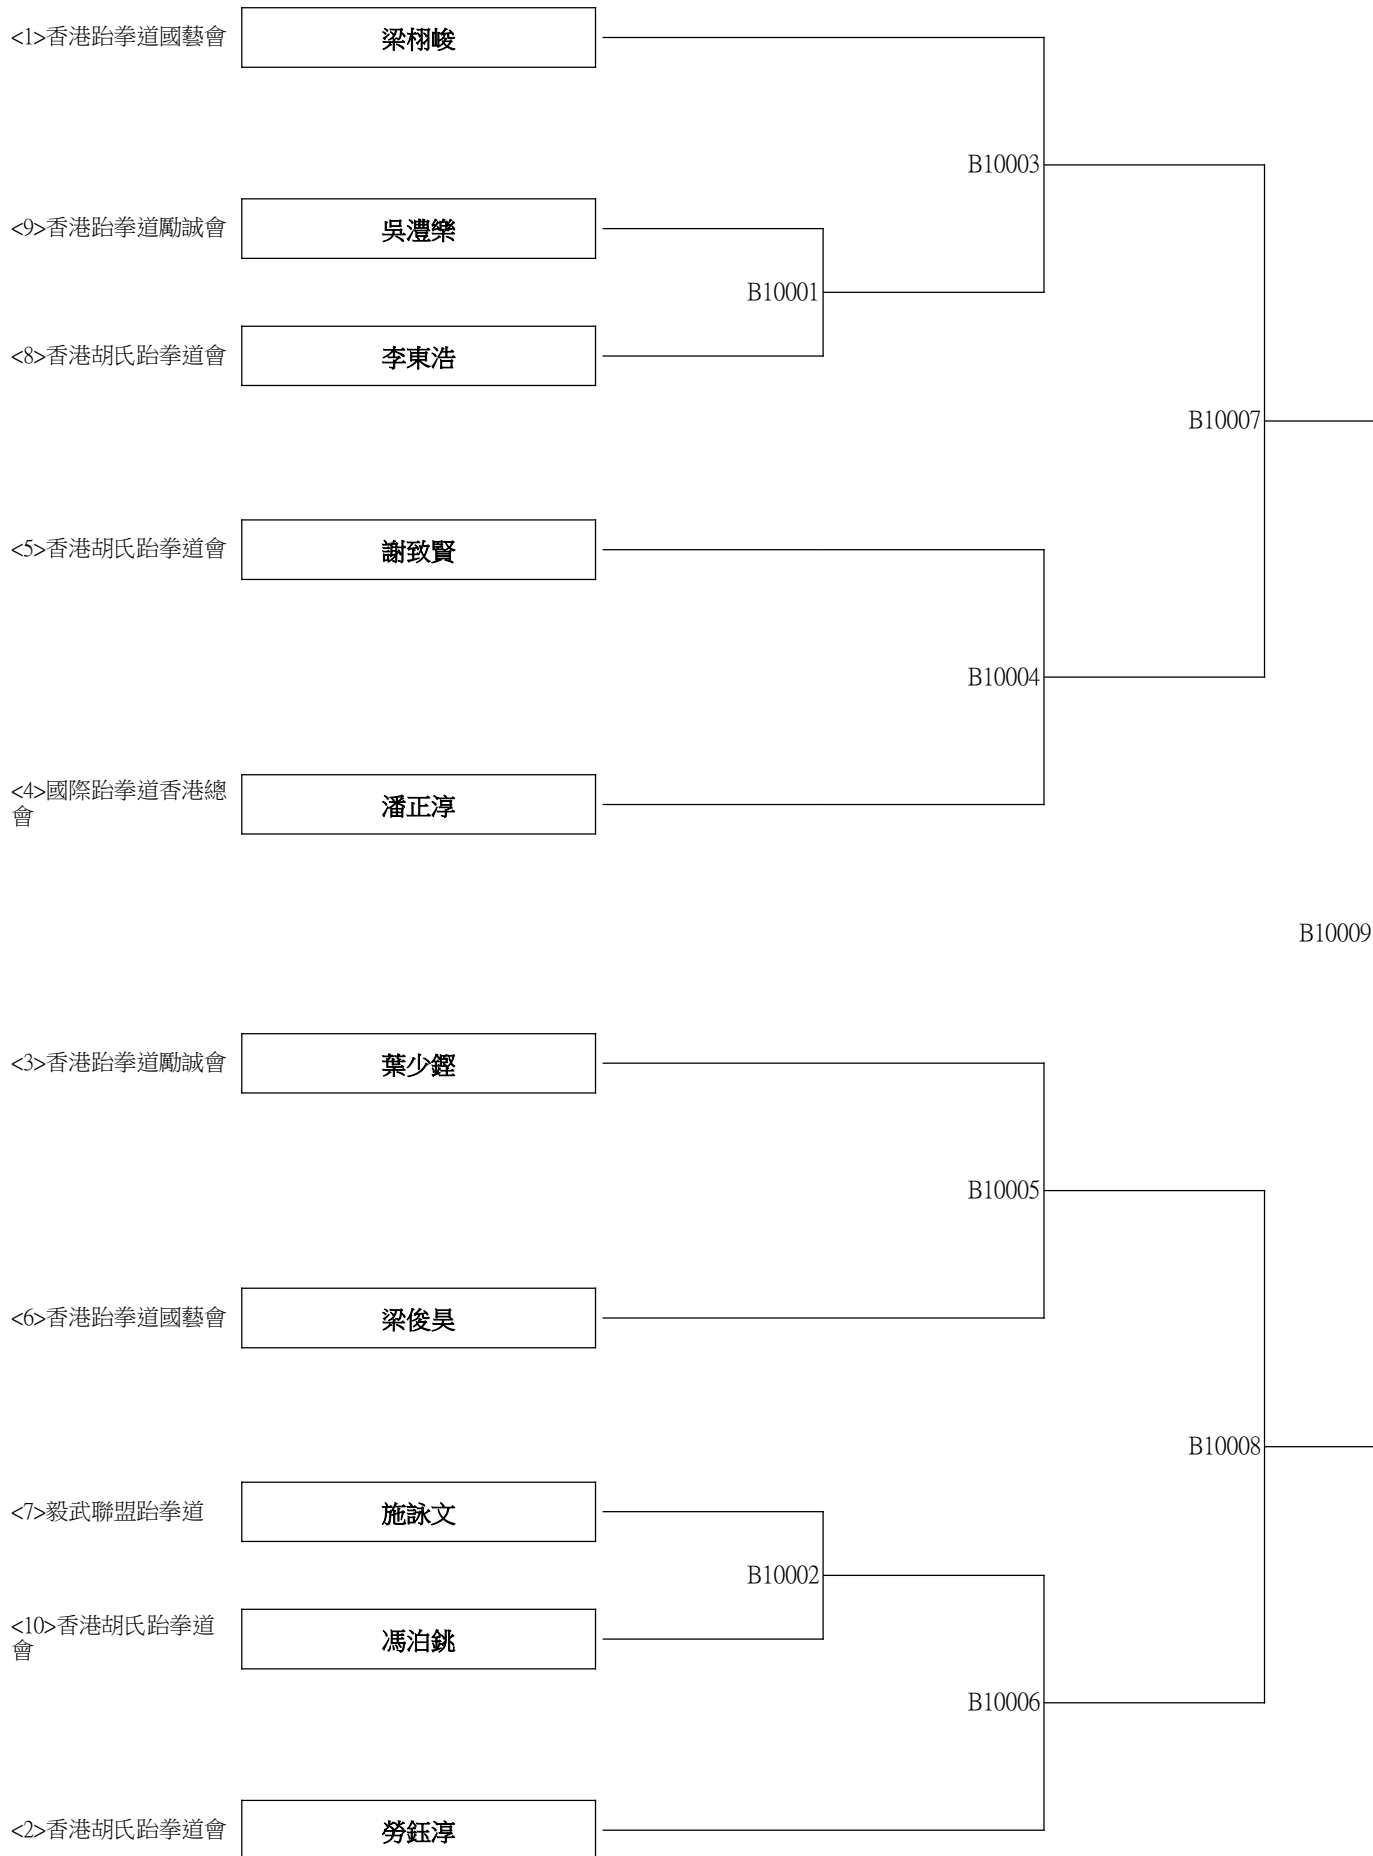 <1>香港跆拳道國藝會
梁栩峻
B10003
<9>香港跆拳道勵誠會
吳澧樂
B10001
<8>香港胡氏跆拳道會
李東浩
B10007
<5>香港胡氏跆拳道會
謝致賢
B10004
<4>國際跆拳道香港總
會
潘正淳
B10009
<3>香港跆拳道勵誠會
葉少鏗
B10005
<6>香港跆拳道國藝會
梁俊昊
B10008
<7>毅武聯盟跆拳道
施詠文
B10002
<10>香港胡氏跆拳道
會
馮泊銚
B10006
<2>香港胡氏跆拳道會
勞鈺淳